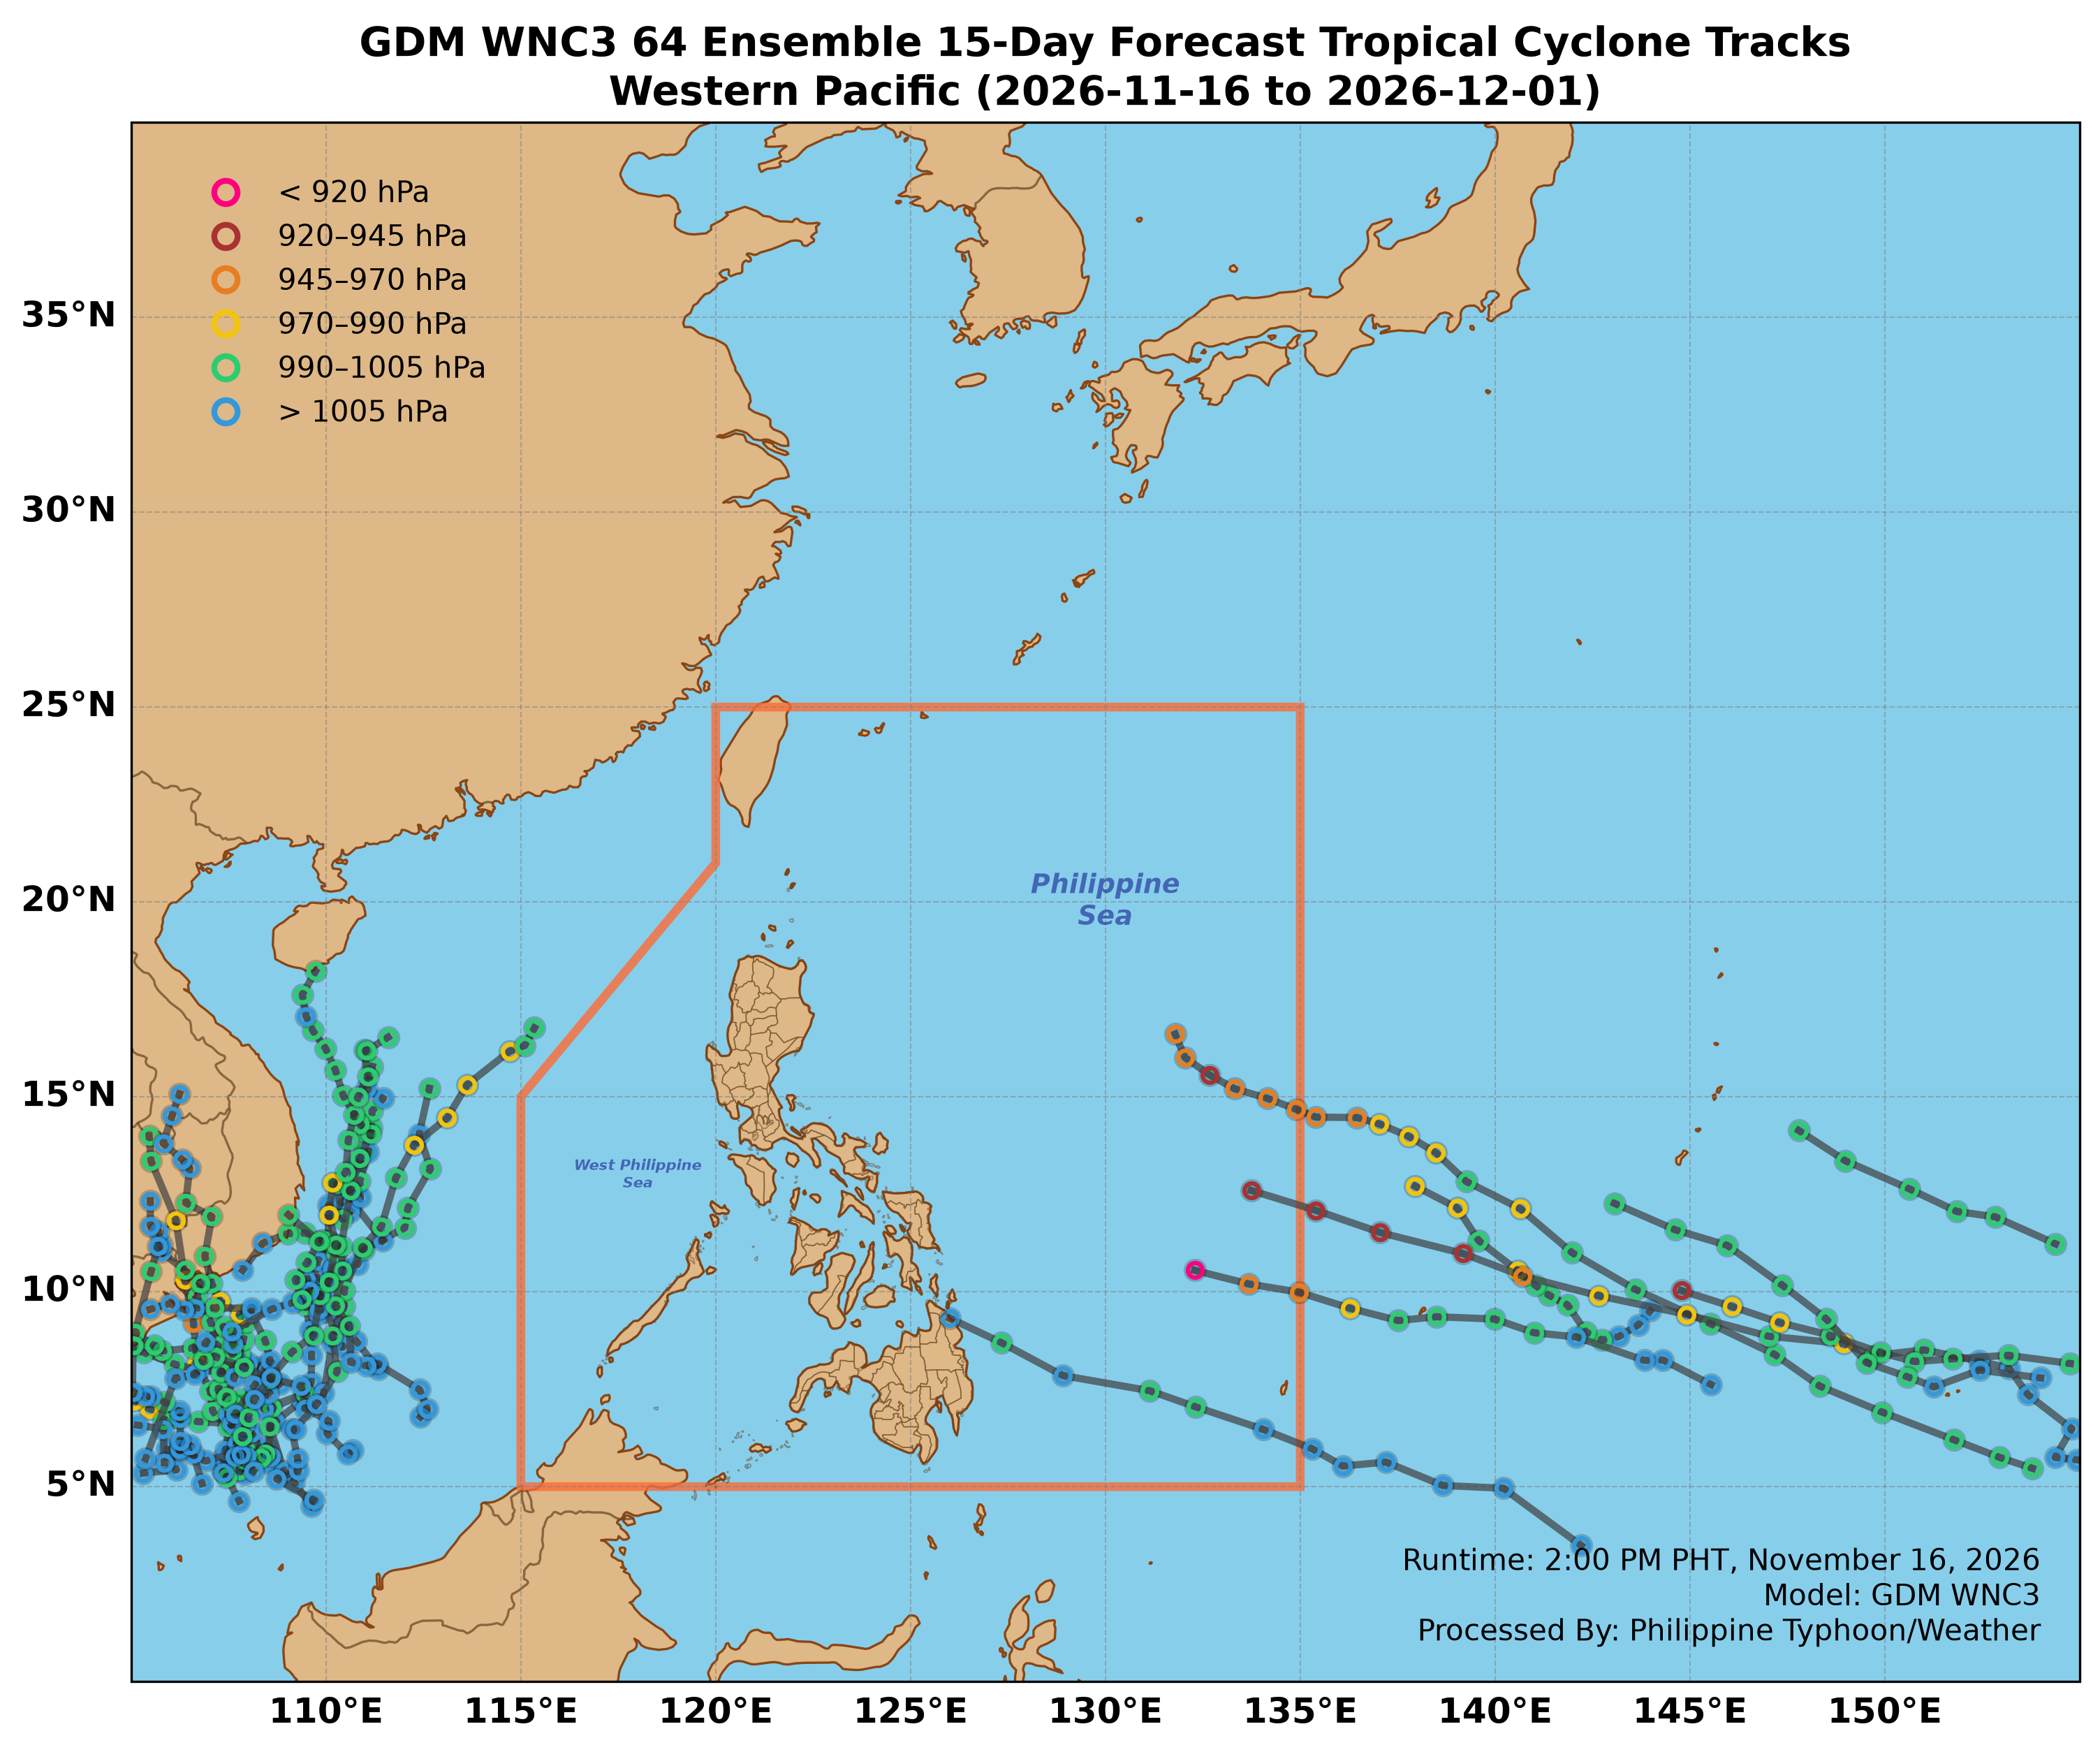 GDM WNC3 64 Ensemble 15-Day Forecast Tropical Cyclone Tracks
Western Pacific (2026-11-16 to 2026-12-01)
< 920 hPa
920–945 hPa
945–970 hPa
970–990 hPa
990–1005 hPa
> 1005 hPa
35°N
30°N
25°N
20°N
15°N
10°N
5°N
Philippine
Sea
West Philippine
Sea
Runtime: 2:00 PM PHT, November 16, 2026
Model: GDM WNC3
Processed By: Philippine Typhoon/Weather
110°E
115°E
120°E
125°E
130°E
135°E
140°E
145°E
150°E